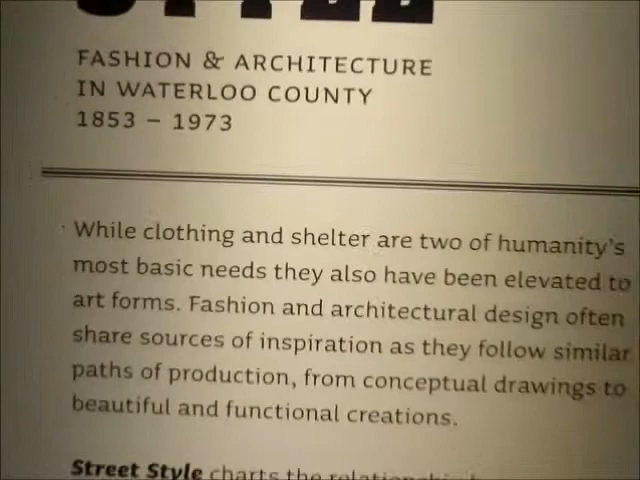 STYLE
FASHION & ARCHITECTURE
IN WATERLOO COUNTY
1853 – 1973
While clothing and shelter are two of humanity's
most basic needs they also have been elevated to
art forms. Fashion and architectural design often
share sources of inspiration as they follow similar
paths of production, from conceptual drawings to
beautiful and functional creations.
Street Style charts the